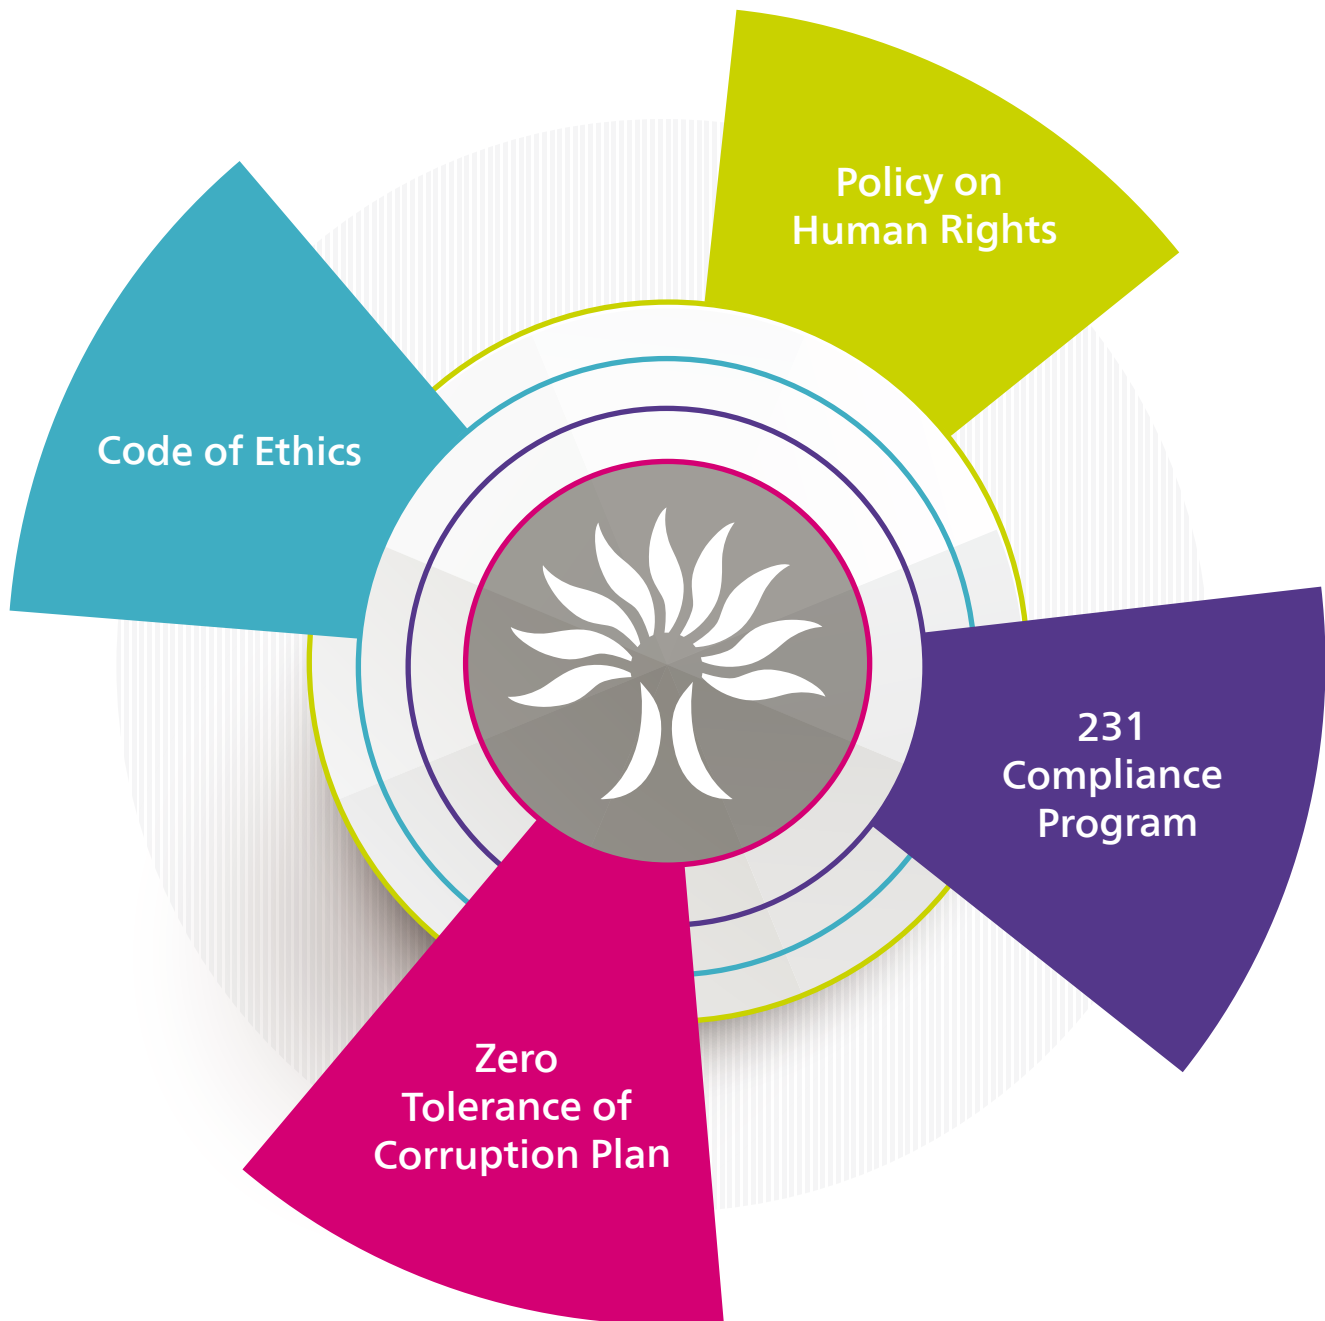 Policy on
Human Rights
Code of Ethics
231
Compliance
Program
Zero
Tolerance of
Corruption Plan